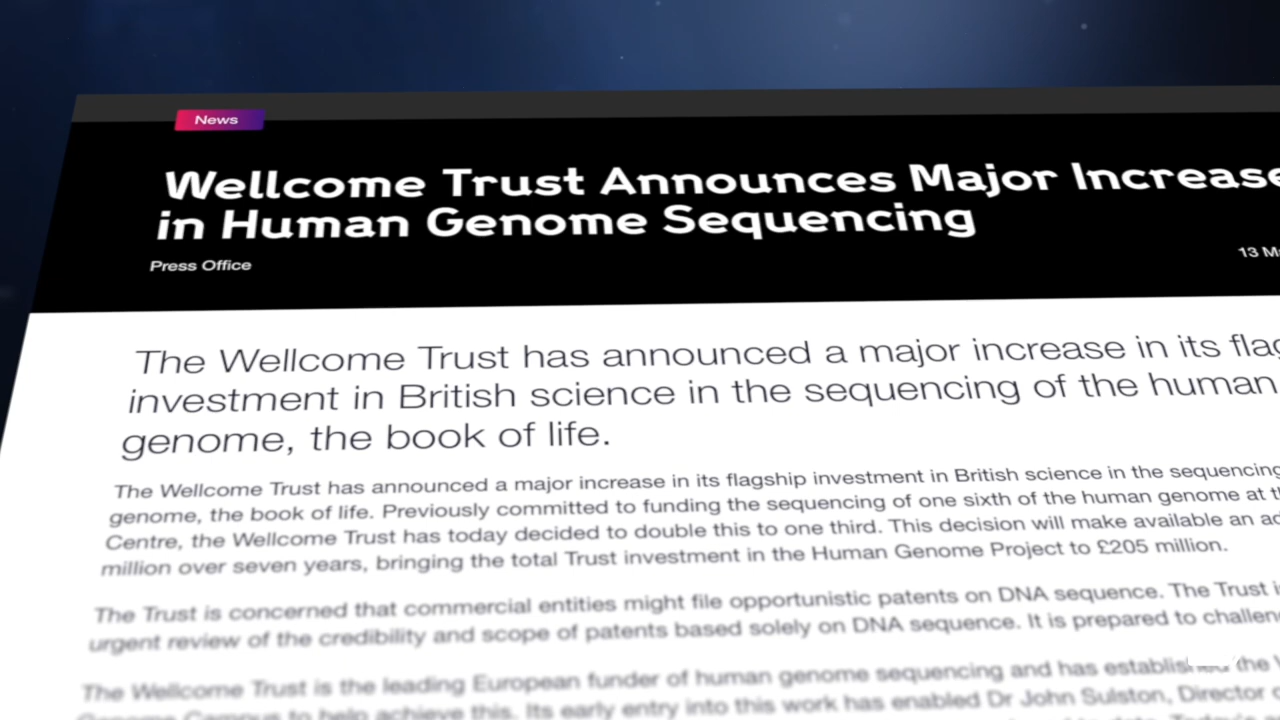 News
Wellcome Trust Announces Major Increase
in Human Genome Sequencing
Press Office
13
The Wellcome Trust has announced a major increase in its
investment in British science in the sequencing of the human
genome, the book of life.
The Wellcome Trust has announced a major increase in its flagship investment in British science in the sequencing
genome, the book of life. Previously committed to funding the sequencing of one sixth of the human genome at
Centre, the Wellcome Trust has today decided to double this to one third. This decision will make available an
million over seven years, bringing the total Trust investment in the Human Genome Project to £205 million.
The Trust is concerned that commercial entities might file opportunistic patents on DNA sequence. The Trust
urgent review of the credibility and scope of patents based solely on DNA sequence. It is prepared to
The Wellcome Trust is the leading European funder of human genome sequencing and has the
Genome Campus to help achieve this. Its early entry into this work has enabled Dr John Sulston, Director